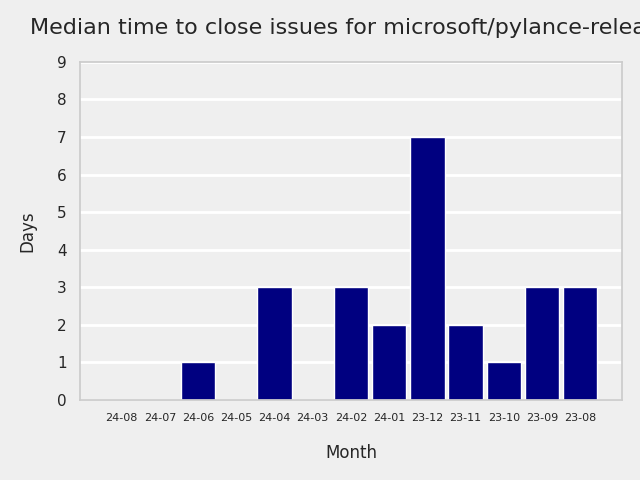 Median time to close issues for microsoft/pylance-relea
9
8
7
6
5
4
3
2
1
0
Days
24-08 24-07 24-06 24-05 24-04 24-03 24-02 24-01 23-12 23-11 23-10 23-09 23-08
Month